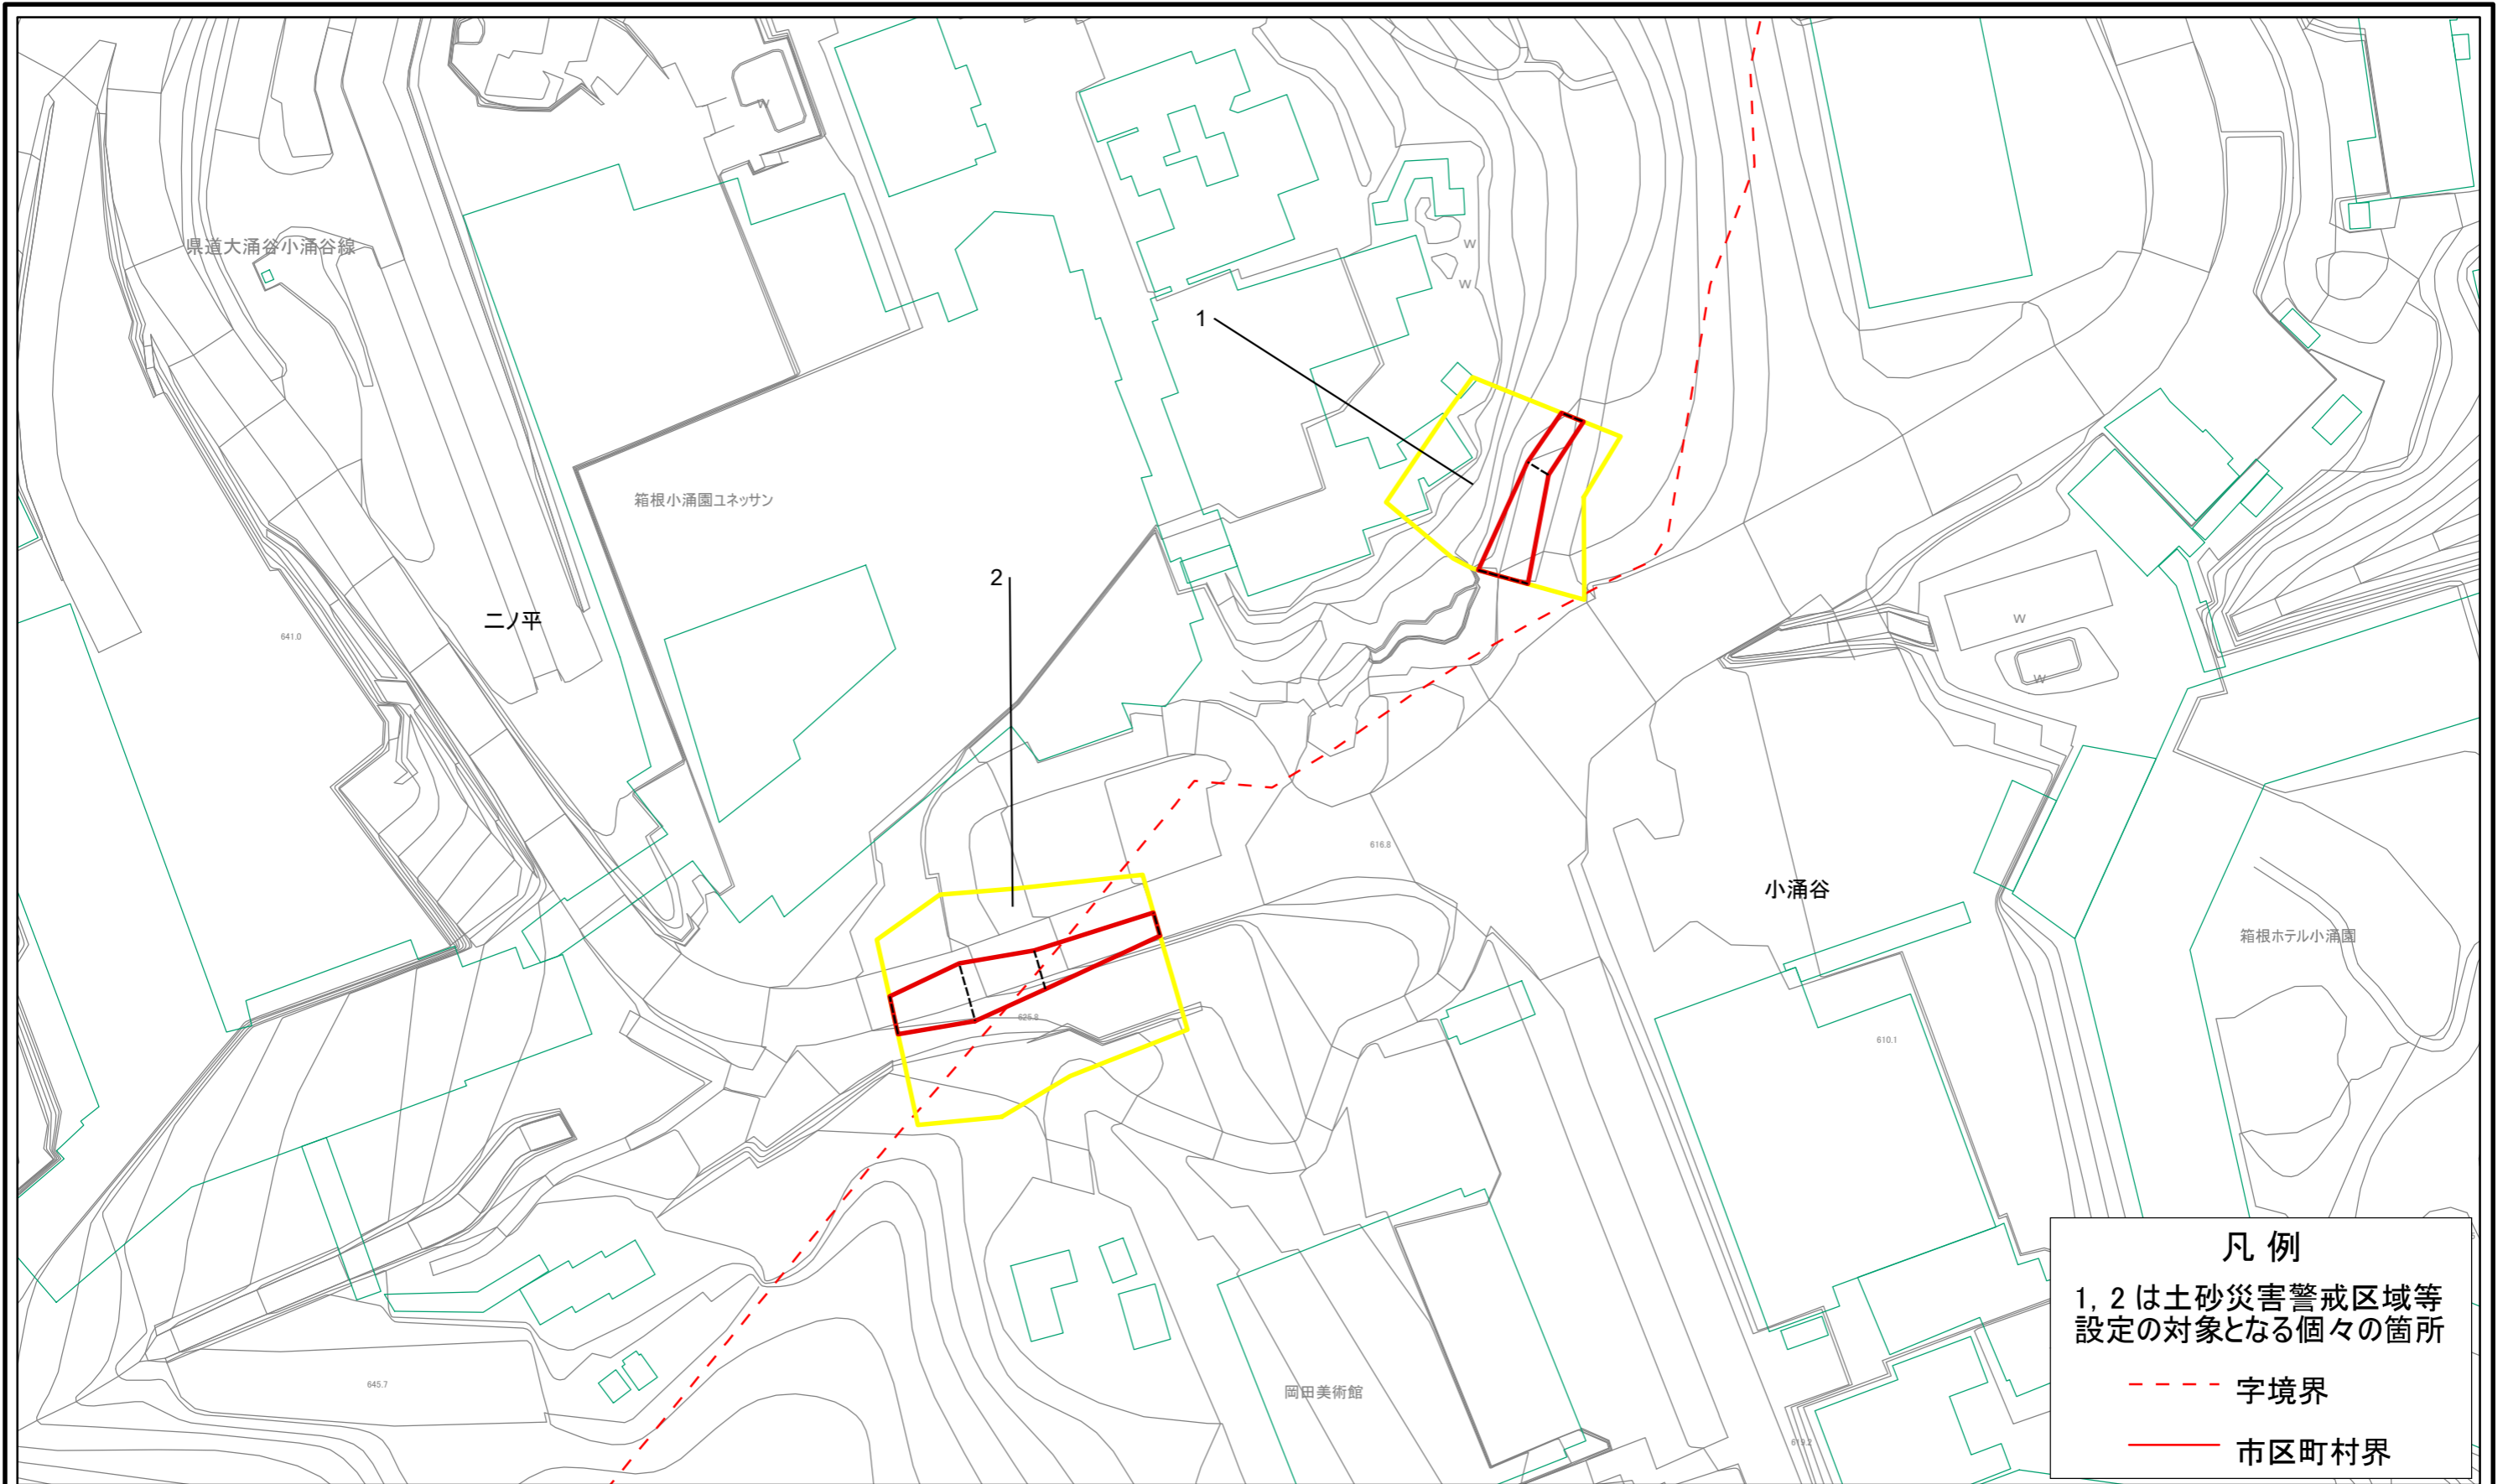 W
県道大涌谷小涌谷線
W
W
1
箱根小涌園ユネッサン
2
二ノ平
641.0
W
W
616.8
小涌谷
箱根ホテル小涌園
625.8
610.1
凡 例
1, 2 は土砂災害警戒区域等
設定の対象となる個々の箇所
字境界
市区町村界
645.7
岡田美術館
619.2